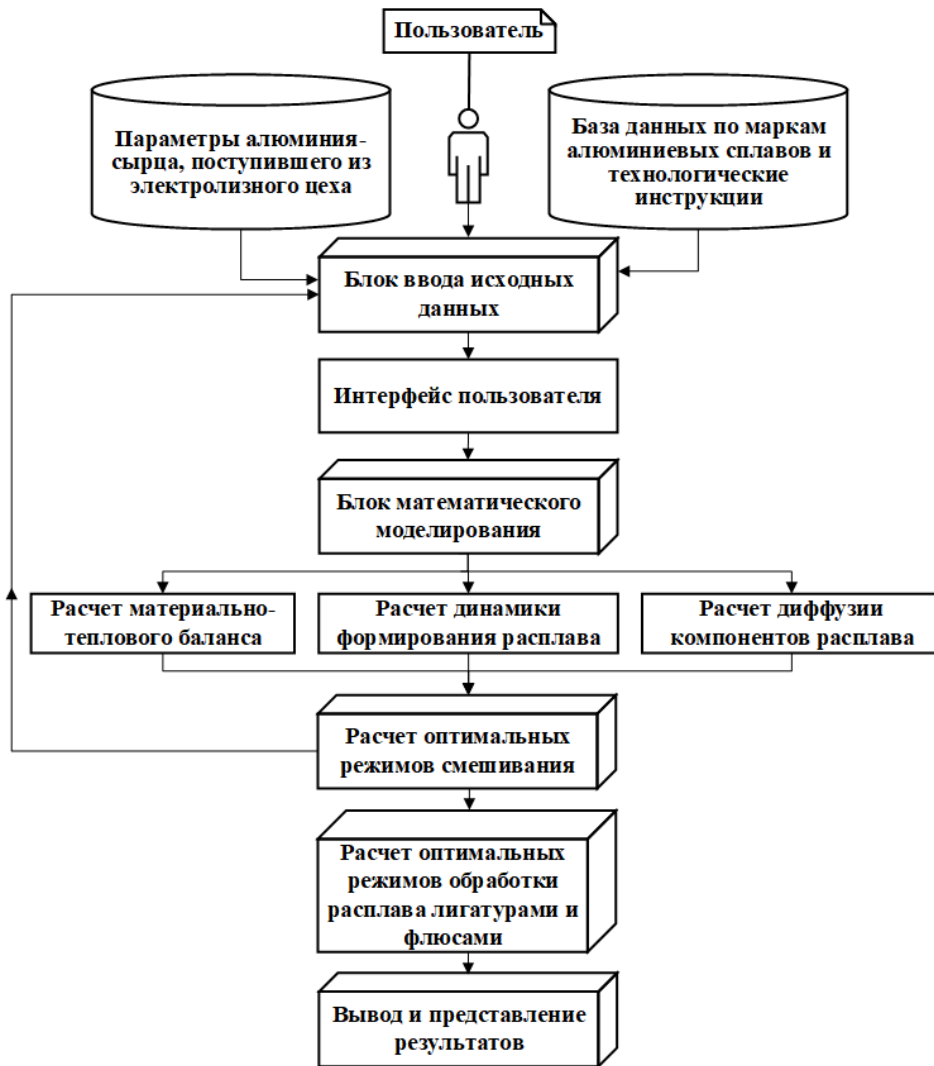 Пользователь
Параметры алюминия-
сырца, поступившего из
электролизного цеха
База данных по маркам
алюминиевых сплавов и
технологические
инструкции
Блок ввода исходных
данных
Интерфейс пользователя
Блок математического
моделирования
Расчет материально-
теплового баланса
Расчет динамики
формирования расплава
Расчет диффузии
компонентов расплава
Расчет оптимальных
режимов смешивания
Расчет оптимальных
режимов обработки
расплава лигатурами и
флюсами
Вывод и представление
результатов